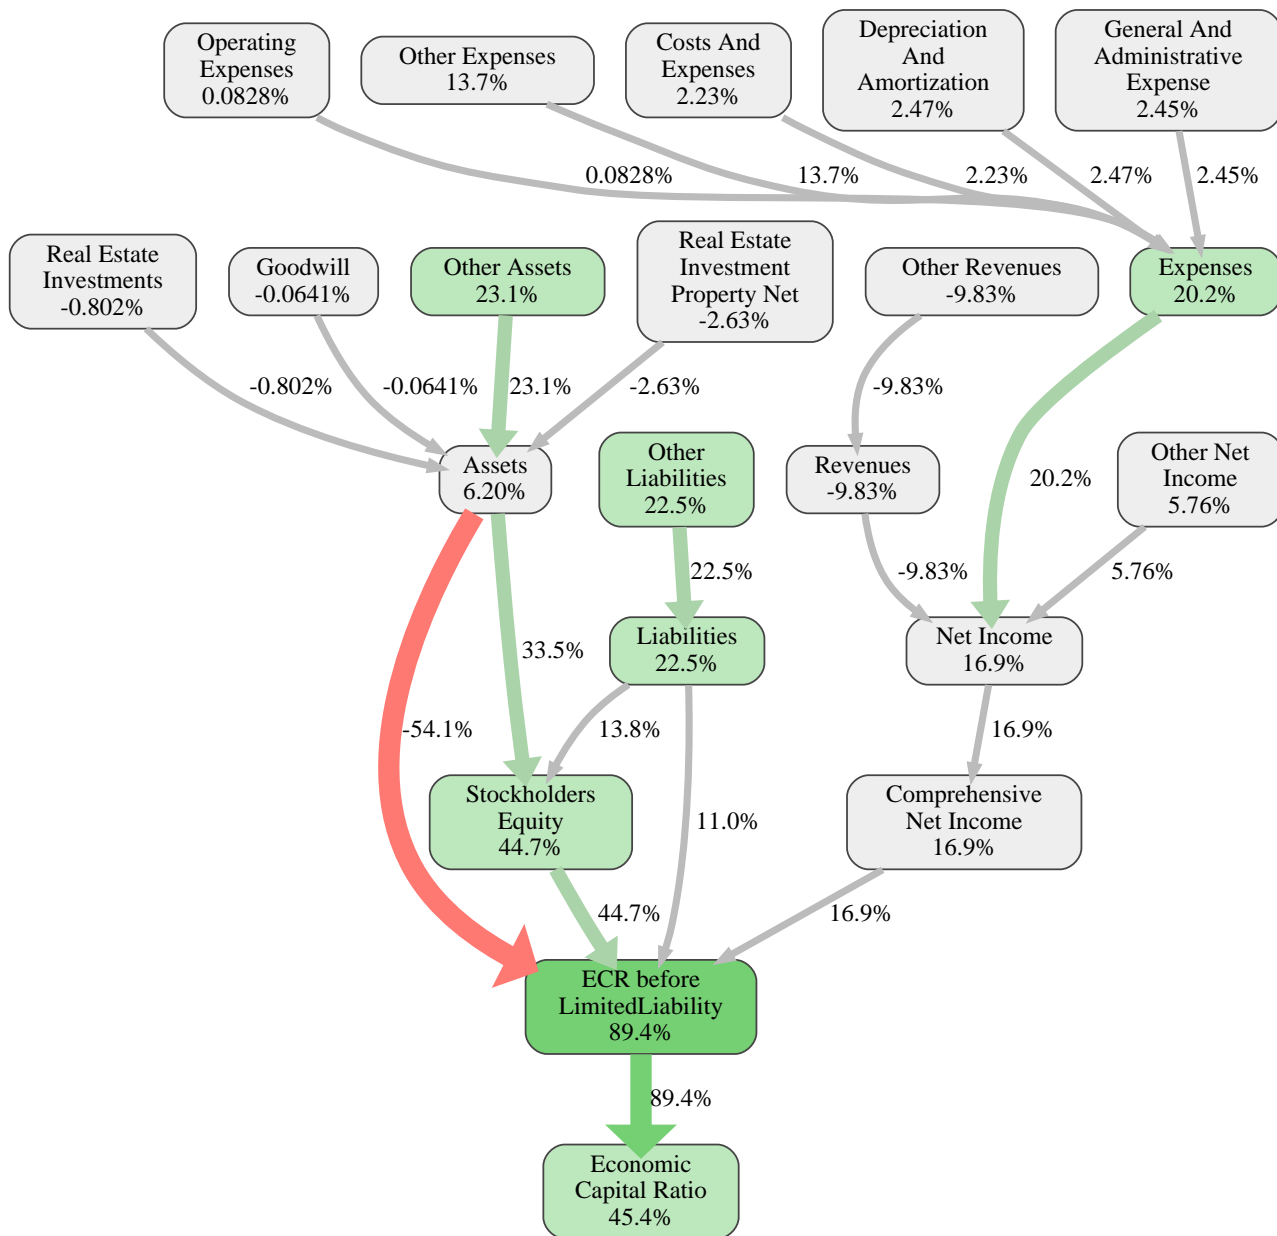 Operating
Expenses
0.0828%
Other Expenses
13.7%
Costs And
Expenses
2.23%
Depreciation
And
Amortization
2.47%
General And
Administrative
Expense
2.45%
0.0828%
13.7%
2.23%
2.47%
2.45%
Real Estate
Investments
-0.802%
Goodwill
-0.0641%
Other Assets
23.1%
Real Estate
Investment
Property Net
-2.63%
Other Revenues
-9.83%
Expenses
20.2%
-0.802%
-0.0641%
23.1%
-2.63%
-9.83%
20.2%
Assets
6.20%
Other
Liabilities
22.5%
Revenues
-9.83%
Other Net
Income
5.76%
22.5%
-9.83%
5.76%
Liabilities
22.5%
Net Income
16.9%
33.5%
-54.1%
13.8%
11.0%
16.9%
Stockholders
Equity
44.7%
Comprehensive
Net Income
16.9%
44.7%
16.9%
ECR before
LimitedLiability
89.4%
89.4%
Economic
Capital Ratio
45.4%